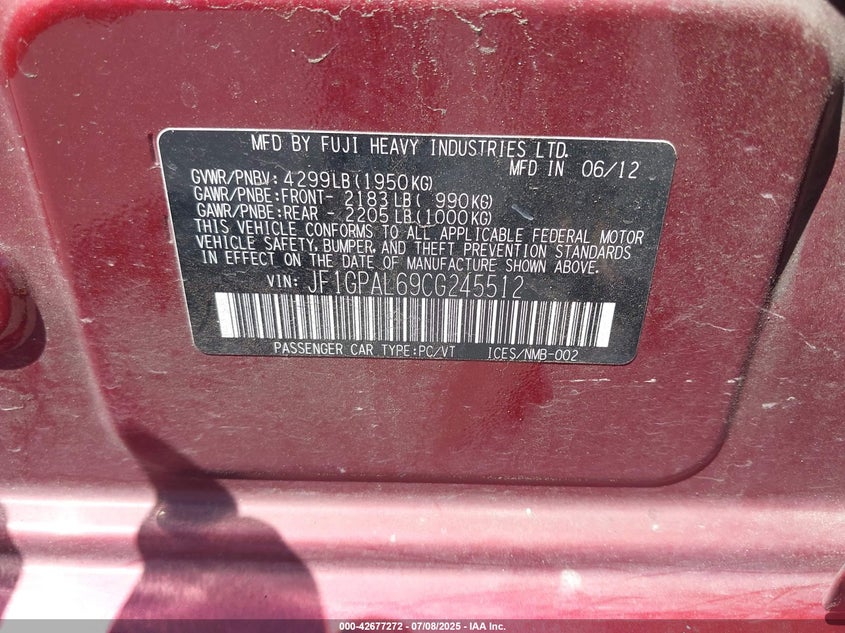 MFD BY FUJI HEAVY INDUSTRIES LTD.
MFD IN 06/12
GVWR/PNBV: 4299LB(1950KG)
GAWR/PNBE:FRONT- 2183LB( 990KG)
GAWR/PNBE:REAR - 2205LB(1000KG)
THIS VEHICLE CONFORMS TO ALL APPLICABLE FEDERAL MOTOR
VEHICLE SAFETY, BUMPER, AND THEFT PREVENTION STANDARDS
IN EFFECT ON THE DATE OF MANUFACTURE SHOWN ABOVE.
VIN: JF1GPAL69CG245512
PASSENGER CAR TYPE:PC/VT ICES/NMB-002
000-42677272 / 07/08/2025 - IAA Inc.